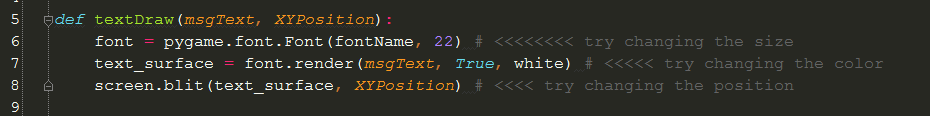 5 def textDraw(msgText, XYPosition):
6     font = pygame.font.Font(fontName, 22) # <<<<<<<< try changing the size
7     text_surface = font.render(msgText, True, white) # <<<<< try changing the color
8     screen.blit(text_surface, XYPosition) # <<<< try changing the position
9